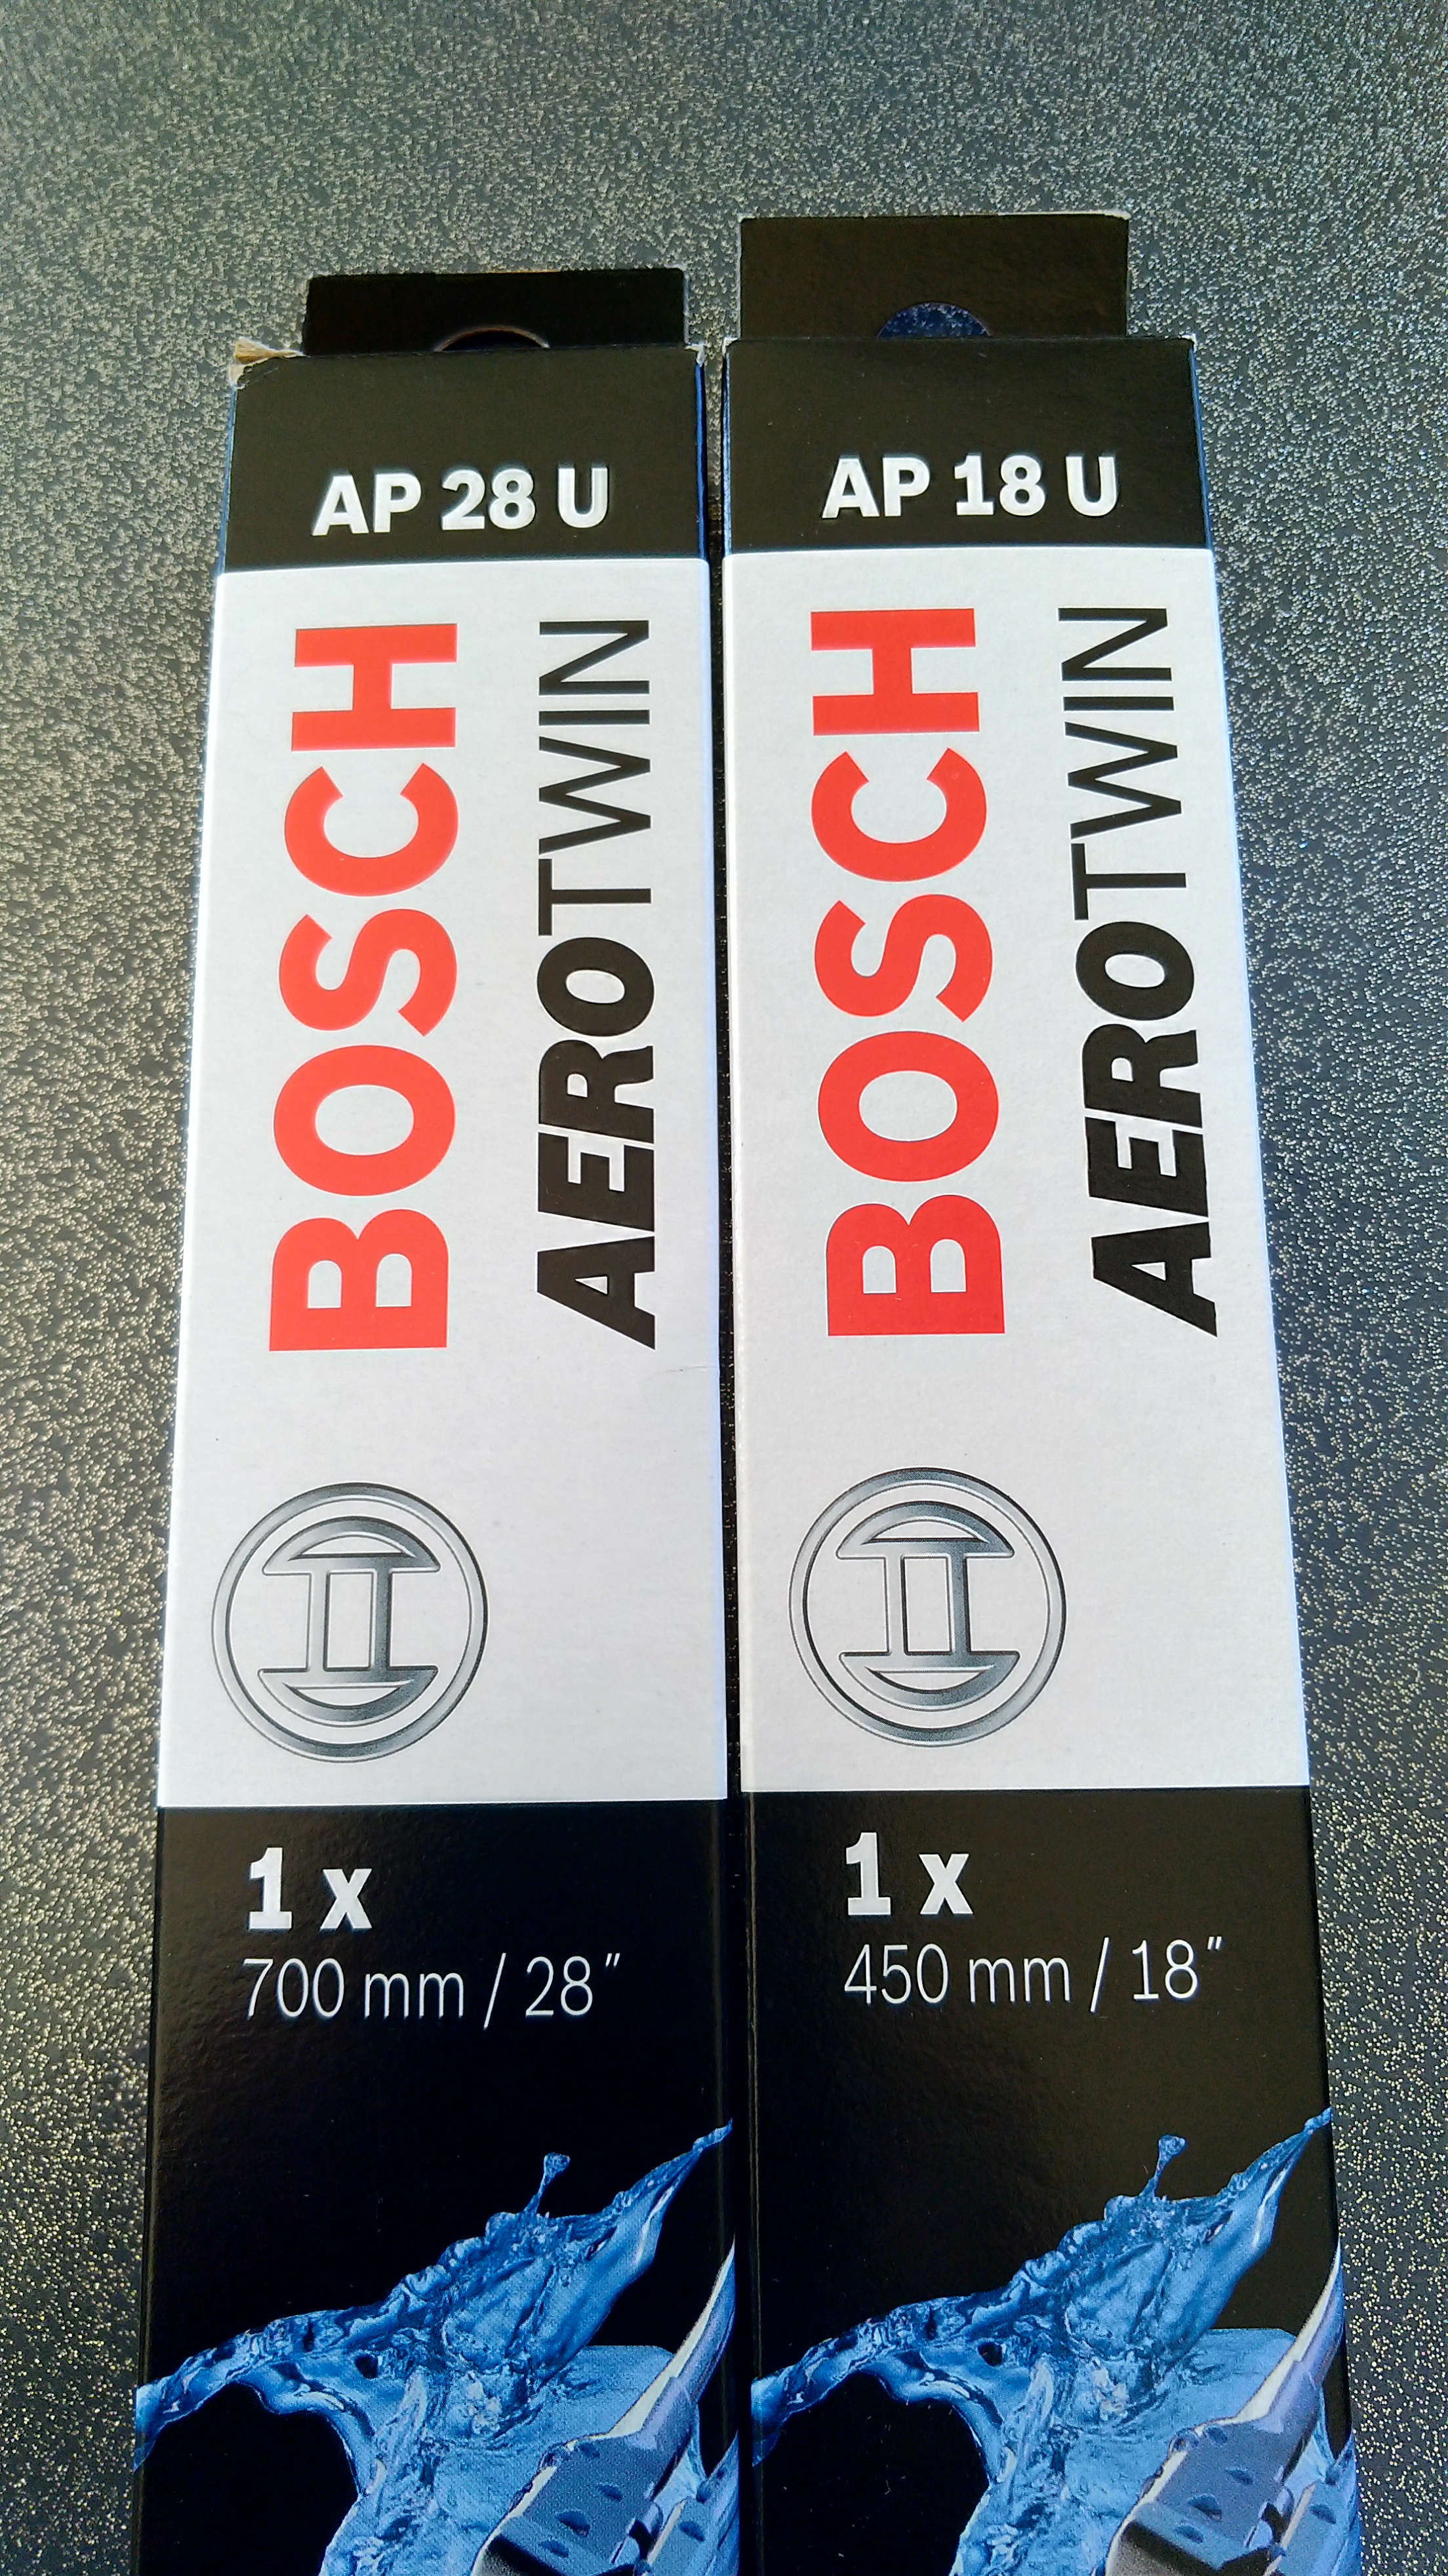 AP 28 U
BOSCH
AEROTWIN
1 x
700 mm / 28"
AP 18 U
BOSCH
AEROTWIN
1 x
450 mm / 18"